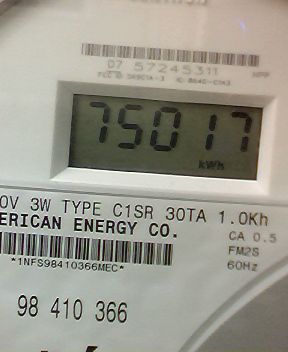 07 57245311
75017
kWh
0V 3W TYPE C1SR 30TA 1.0Kh
ERICAN ENERGY CO.
CA 0.5
FM2S
*1NFS98410366MEC*
60Hz
98 410 366